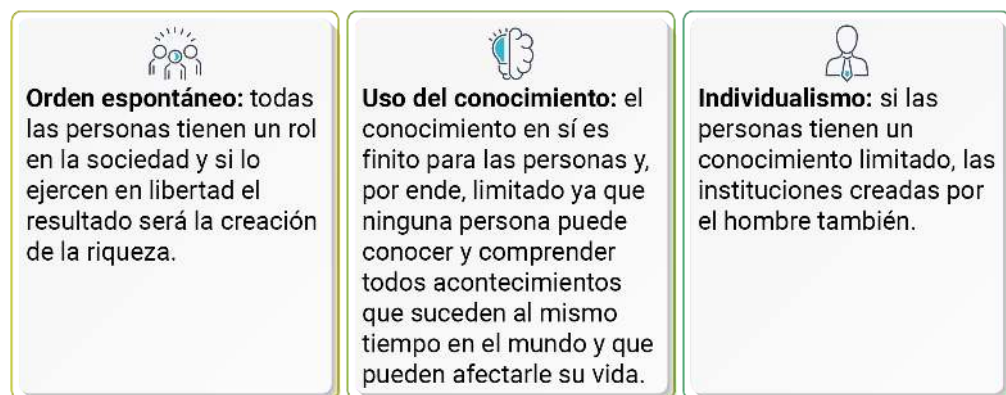 Orden espontáneo: todas
las personas tienen un rol
en la sociedad y si lo
ejercen en libertad el
resultado será la creación
de la riqueza.
Uso del conocimiento: el
conocimiento en sí es
finito para las personas y,
por ende, limitado ya que
ninguna persona puede
conocer y comprender
todos acontecimientos
que suceden al mismo
tiempo en el mundo y que
pueden afectarle su vida.
Individualismo: si las
personas tienen un
conocimiento limitado, las
instituciones creadas por
el hombre también.